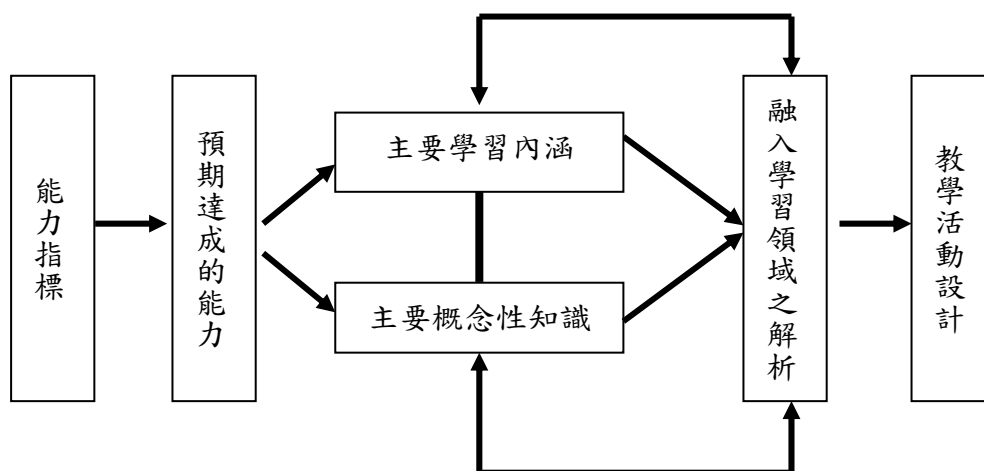 能力指標
預期達成的能力
主要學習內涵
主要概念性知識
融入學習領域之解析
教學活動設計